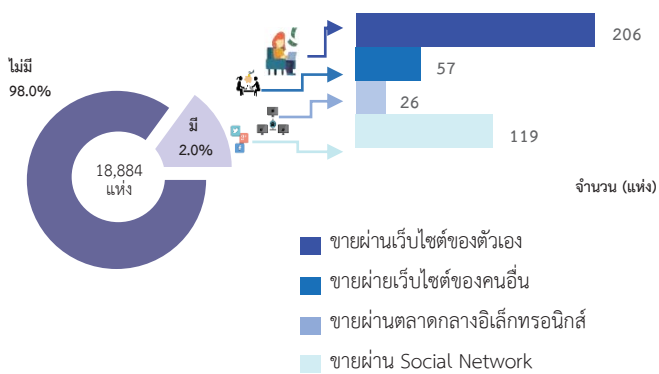 ไม่มี
98.0%
มี
2.0%
18,884
แห่ง
206
57
26
119
จำนวน (แห่ง)
ขายผ่านเว็บไซต์ของตัวเอง
ขายผ่ายเว็บไซต์ของคนอื่น
ขายผ่านตลาดกลางอิเล็กทรอนิกส์
ขายผ่าน Social Network